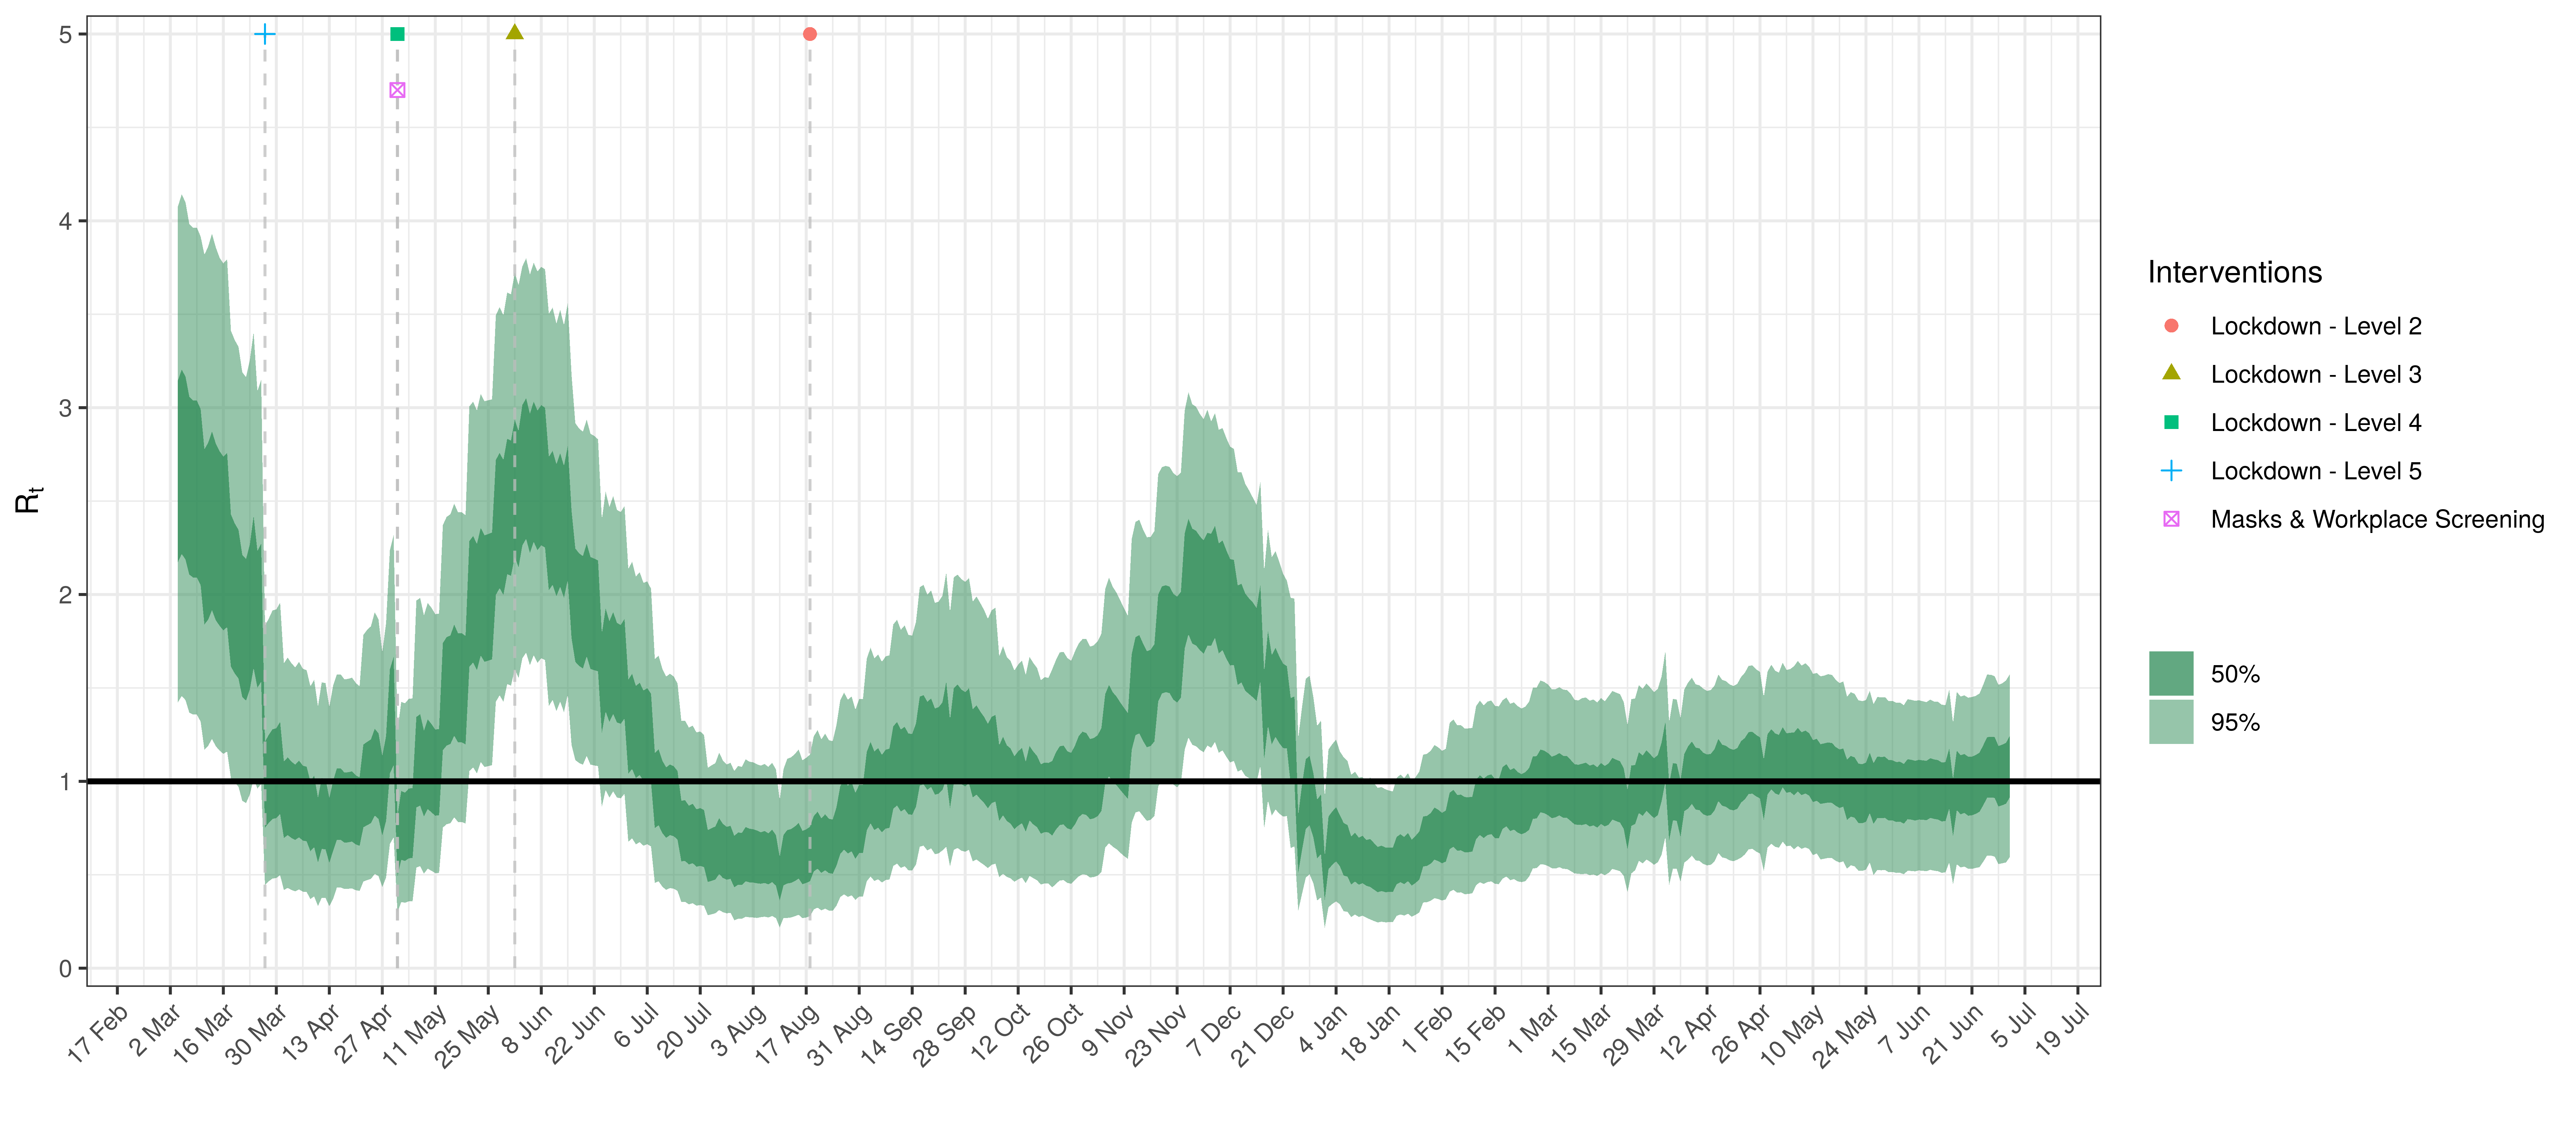 5
4
3
2
1
0
Rt
17 Feb
2 Mar
16 Mar
30 Mar
13 Apr
27 Apr
11 May
25 May
8 Jun
22 Jun
6 Jul
20 Jul
3 Aug
17 Aug
31 Aug
14 Sep
28 Sep
12 Oct
26 Oct
9 Nov
23 Nov
7 Dec
21 Dec
4 Jan
18 Jan
1 Feb
15 Feb
1 Mar
15 Mar
29 Mar
12 Apr
26 Apr
10 May
24 May
7 Jun
21 Jun
5 Jul
19 Jul
Interventions
Lockdown - Level 2
Lockdown - Level 3
Lockdown - Level 4
Lockdown - Level 5
Masks & Workplace Screening
50%
95%